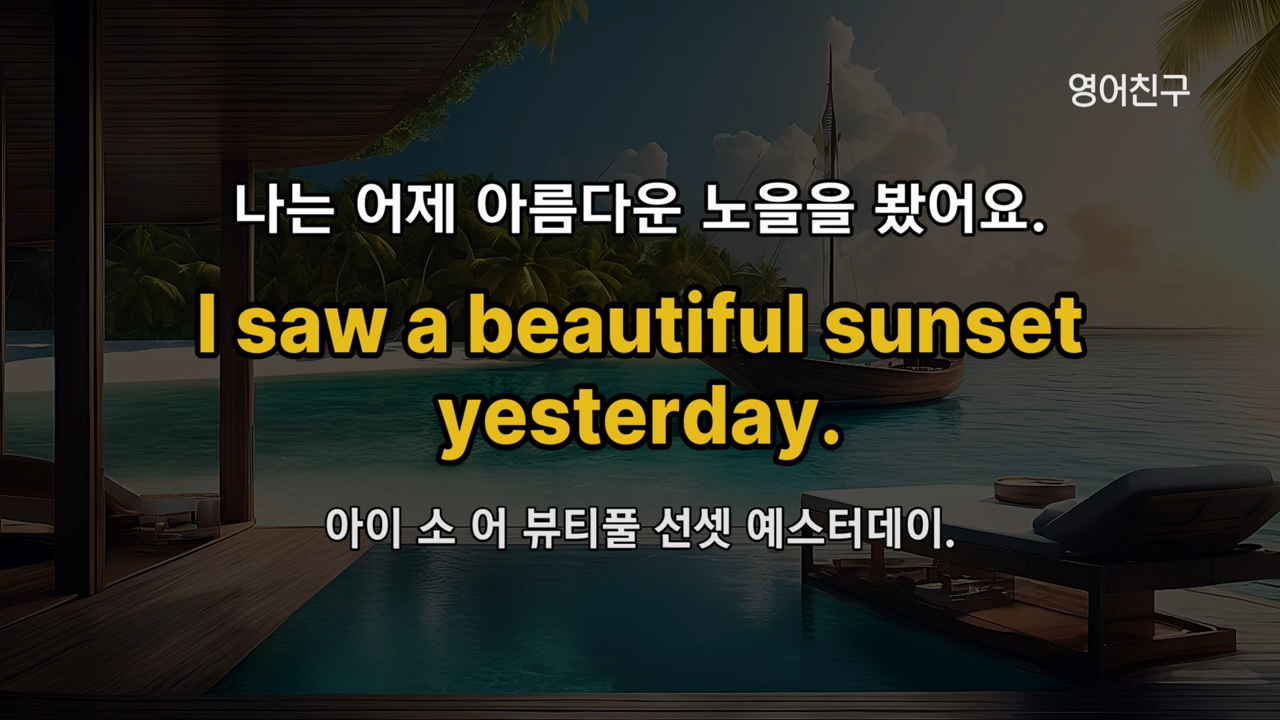 영어친구
나는 어제 아름다운 노을을 봤어요.
I saw a beautiful sunset
yesterday.
아이 소 어 뷰티풀 선셋 예스터데이.